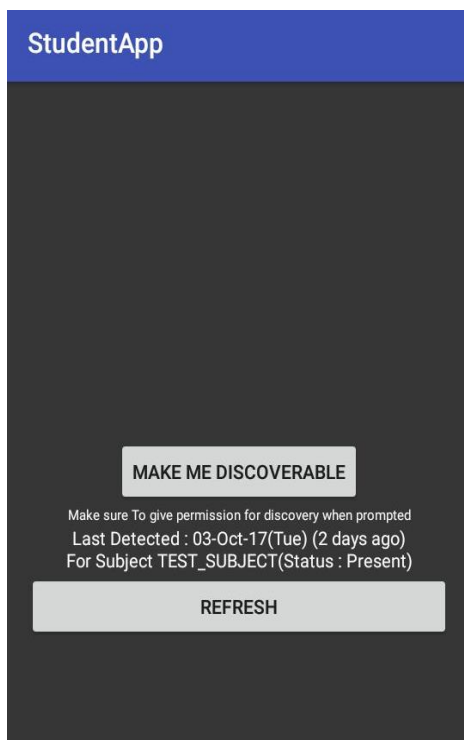 StudentApp
MAKE ME DISCOVERABLE
Make sure To give permission for discovery when prompted
Last Detected : 03-Oct-17(Tue) (2 days ago)
For Subject TEST_SUBJECT(Status : Present)
REFRESH